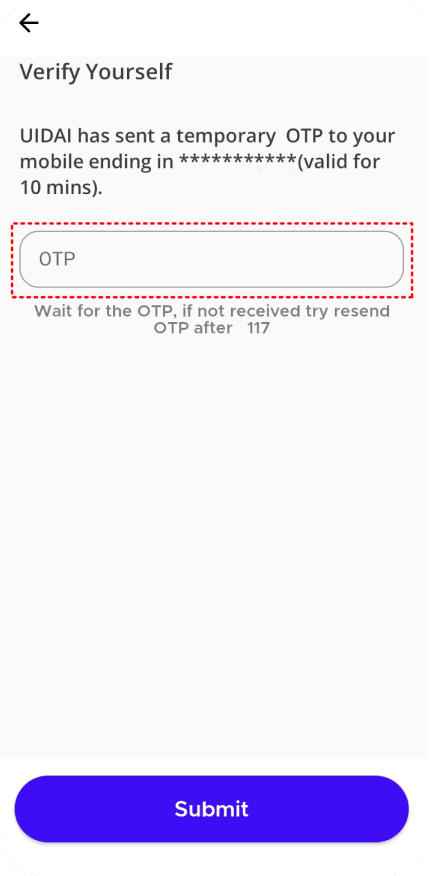 Verify Yourself
UIDAI has sent a temporary OTP to your
mobile ending in ***********(valid for
10 mins).
OTP
Wait for the OTP, if not received try resend
OTP after 117
Submit